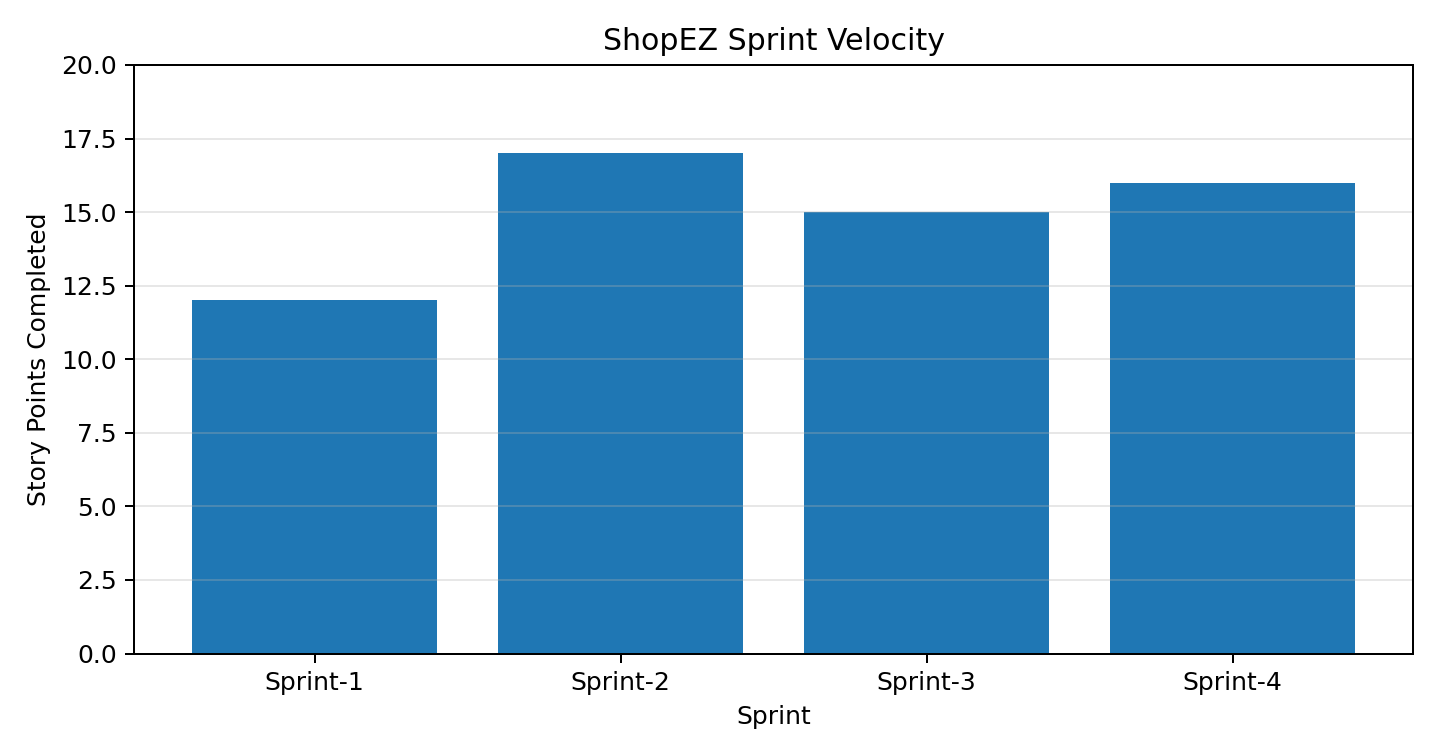 ShopEZ Sprint Velocity
Story Points Completed
20.0
17.5
15.0
12.5
10.0
7.5
5.0
2.5
0.0
Sprint-1 Sprint-2 Sprint-3 Sprint-4
Sprint